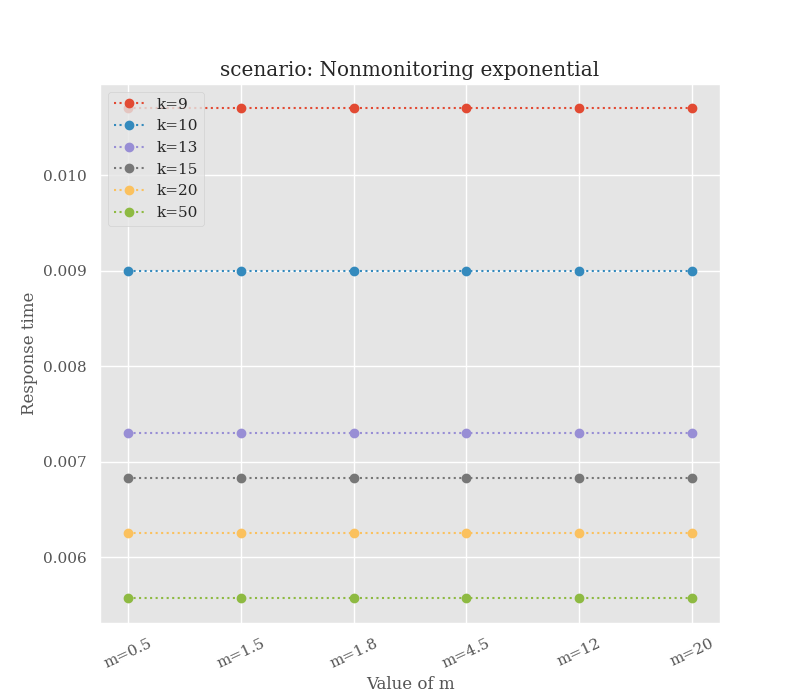 scenario: Nonmonitoring exponential
k=9
k=10
k=13
k=15
k=20
k=50
0.010
0.009
0.008
0.007
0.006
Response time
m=0.5
m=1.5
m=1.8
m=4.5
m=12
m=20
Value of m